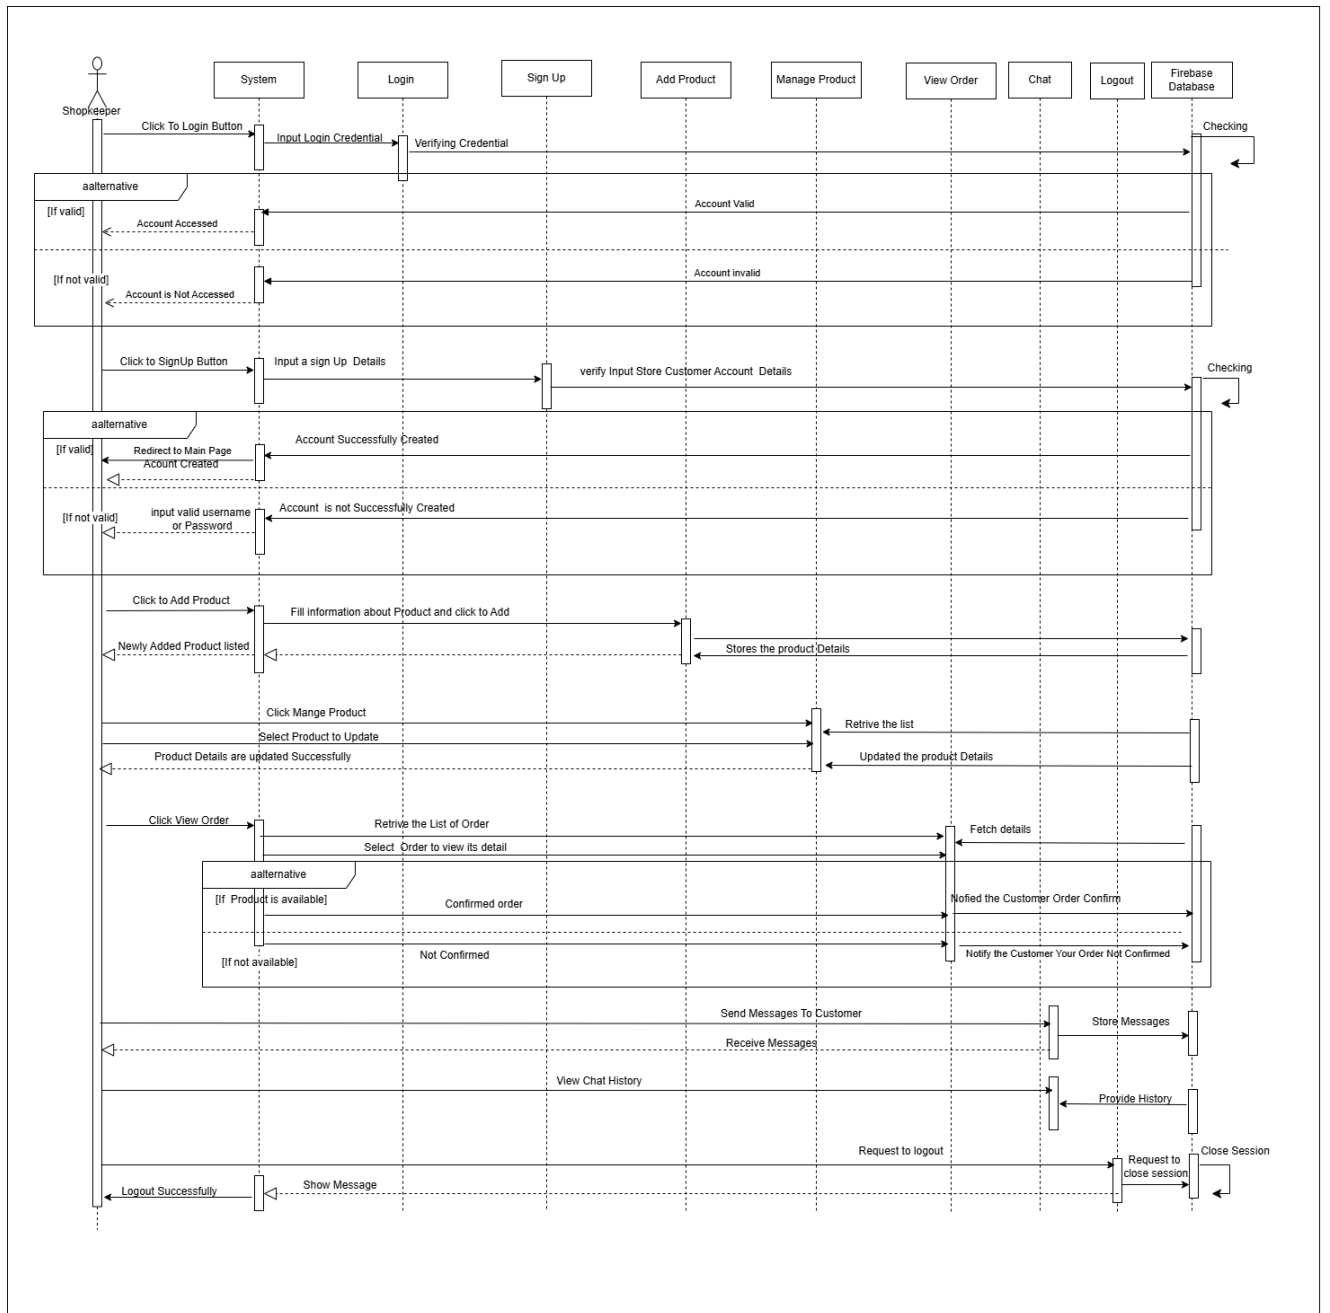 System
Login
Sign Up
Add Product
Manage Product
View Order
Chat
Logout
Firebase
Database
Shopkeeper
Click To Login Button
Input Login Credential
Verifying Credential
Checking
aalternative
[If valid]
Account Valid
Account Accessed
[If not valid]
Account invalid
Account is Not Accessed
Click to SignUp Button
Input a sign Up Details
verify Input Store Customer Account Details
Checking
aalternative
[If valid]
Account Successfully Created
Redirect to Main Page
Acount Created
[If not valid]
input valid username
or Password
Account is not Successfully Created
Click to Add Product
Fill information about Product and click to Add
Newly Added Product listed
Stores the product Details
Click Mange Product
Retrive the list
Select Product to Update
Product Details are updated Successfully
Updated the product Details
Click View Order
Retrive the List of Order
Fetch details
Select Order to view its detail
aalternative
[If Product is available]
Confirmed order
Nofied the Customer Order Confirm
Not Confirmed
Notify the Customer Your Order Not Confirmed
[If not available]
Send Messages To Customer
Store Messages
Receive Messages
View Chat History
Provide History
Request to logout
Request to
close session
Close Session
Show Message
Logout Successfully